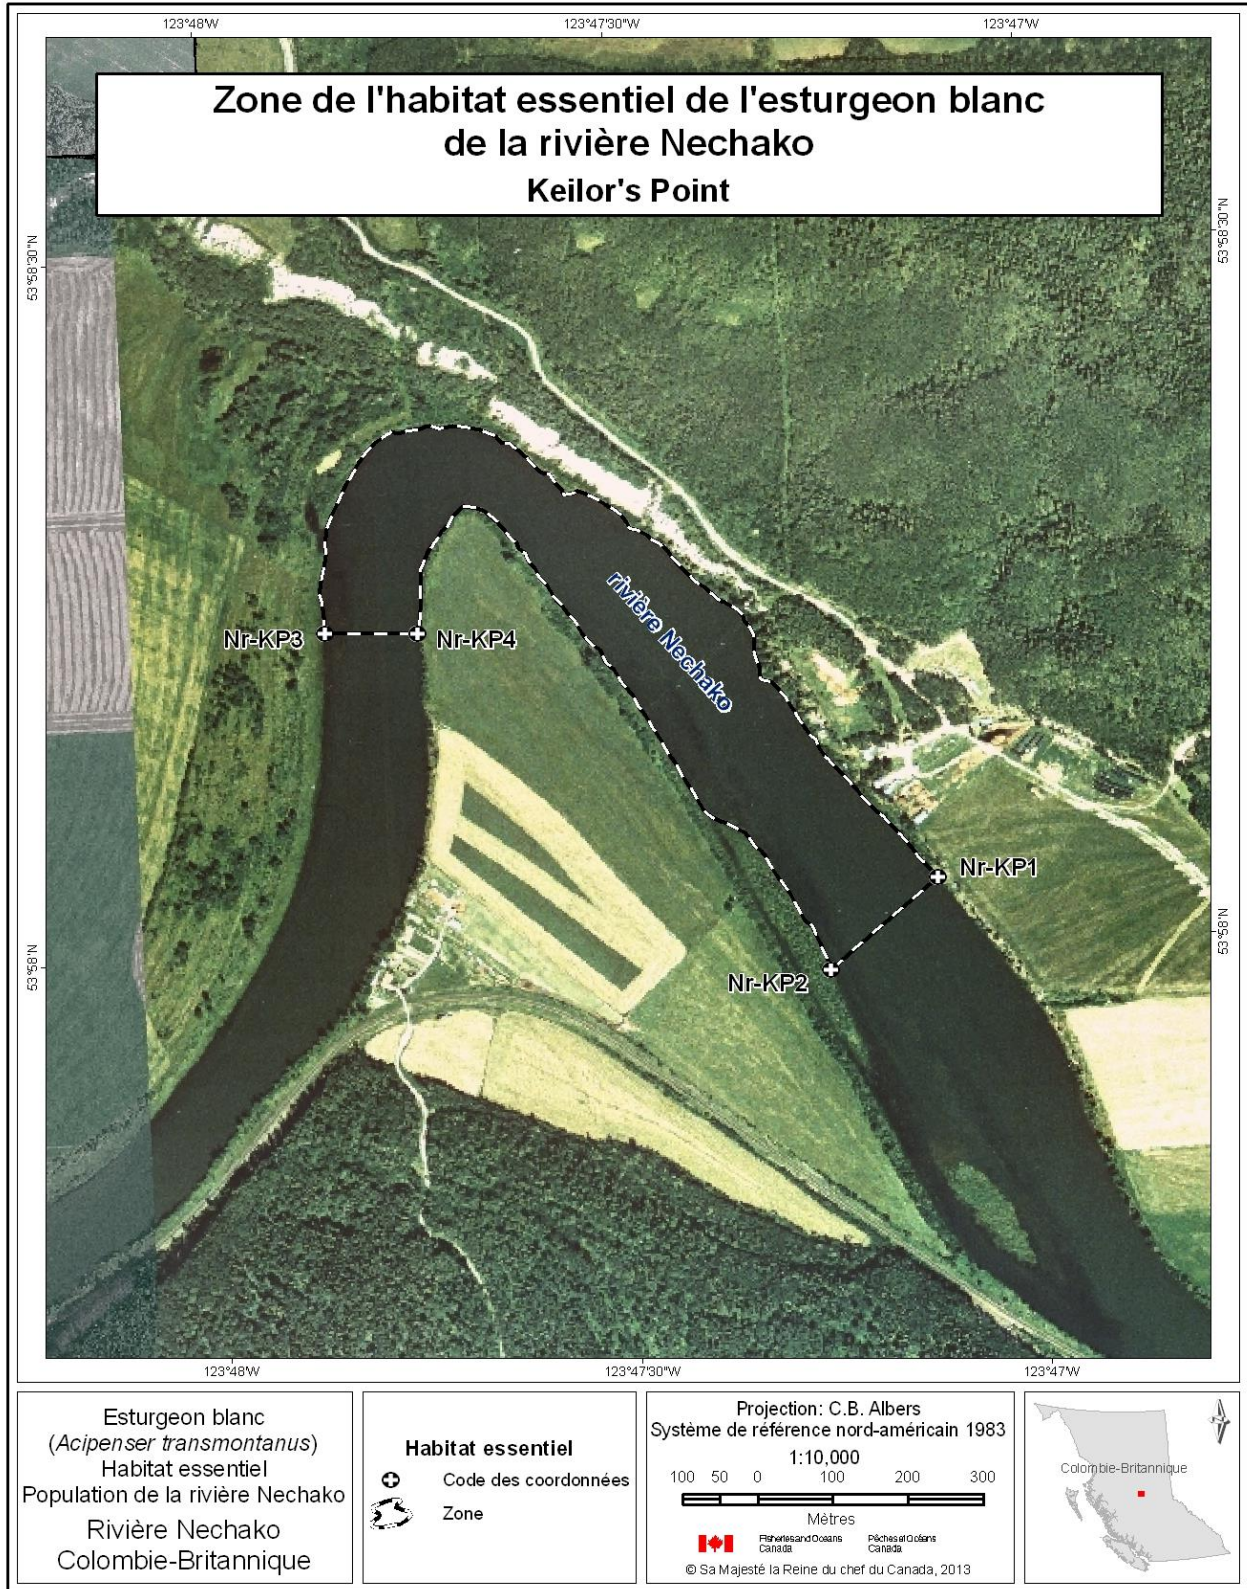 123°48'W 123°47'30"W 123°47'W
Zone de l'habitat essentiel de l'esturgeon blanc
de la rivière Nechako
Keilor's Point
53°58'30"N
53°58'30"N
rivière Nechako
Nr-KP3
Nr-KP4
Nr-KP1
Nr-KP2
53°58'N
53°58'N
123°48'W 123°47'30"W 123°47'W
Esturgeon blanc
(Acipenser transmontanus)
Habitat essentiel
Population de la rivière Nechako
Rivière Nechako
Colombie-Britannique
Habitat essentiel
Code des coordonnées
Zone
Projection: C.B. Albers
Système de référence nord-américain 1983
1:10,000
100 50 0 100 200 300
Mètres
Fisheries and Oceans
Canada
Pêches et Océans
Canada
© Sa Majesté la Reine du chef du Canada, 2013
Colombie-Britannique
N